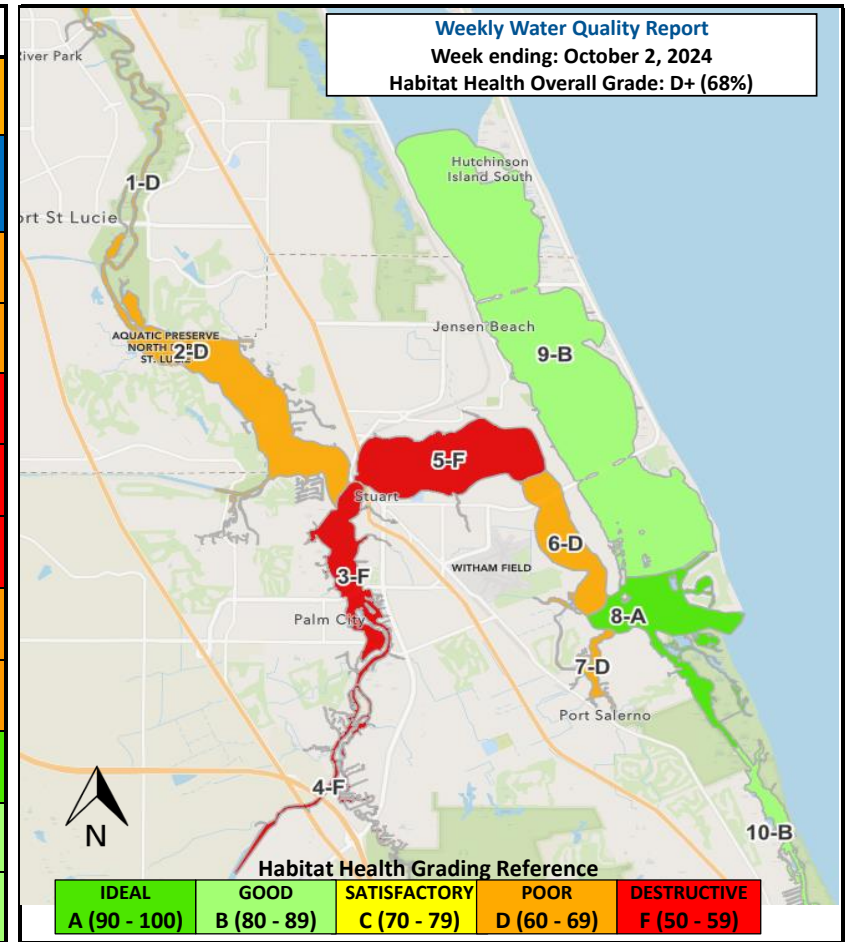 Weekly Water Quality Report
Week ending: October 2, 2024
Habitat Health Overall Grade: D+ (68%)
River Park
Hutchinson
Island South
1-D
ort St Lucie
Jensen Beach
AQUATIC PRESERVE
NORTH
ST. LU
2-D
9-B
5-F
Stuart
6-D
WITHAM FIELD
3-F
8-A
Palm City
7-D
Port Salerno
4-F
10-B
N
Habitat Health Grading Reference
IDEAL GOOD SATISFACTORY POOR DESTRUCTIVE
A (90 - 100) B (80 - 89) C (70 - 79) D (60 - 69) F (50 - 59)